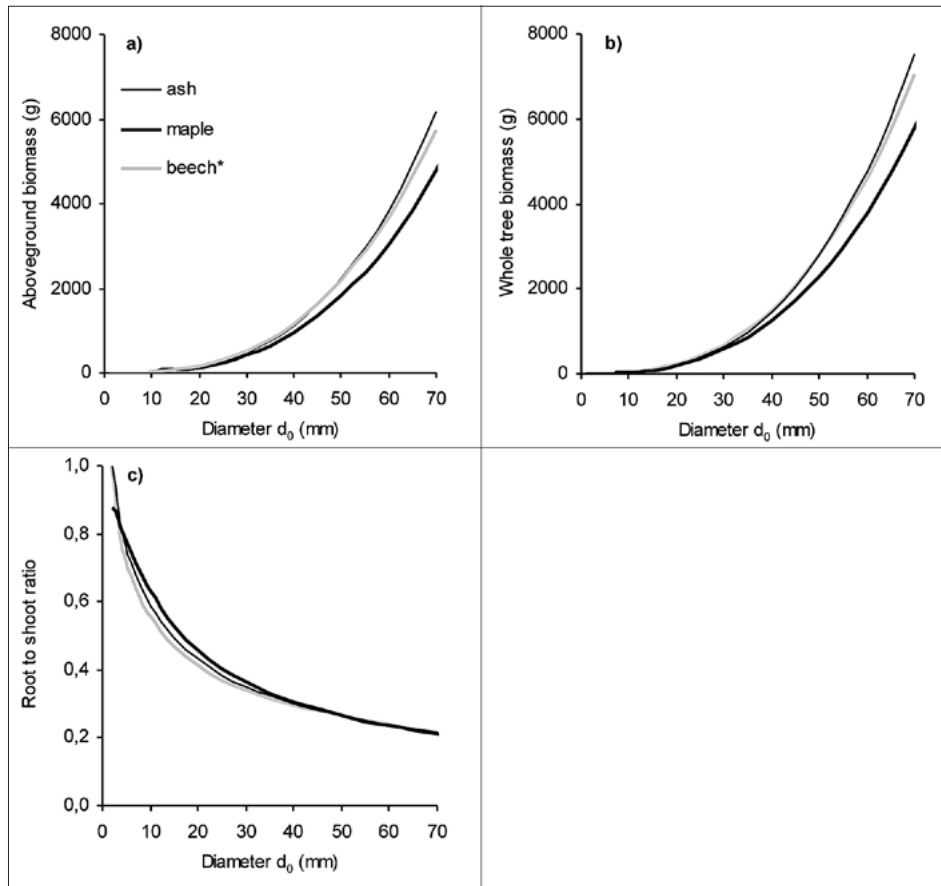 a)
8000
6000
4000
2000
0
Aboveground biomass (g)
ash
maple
beech*
0 10 20 30 40 50 60 70
Diameter d₀ (mm)
b)
8000
6000
4000
2000
0
Whole tree biomass (g)
0 10 20 30 40 50 60 70
Diameter d₀ (mm)
c)
1,0
0,8
0,6
0,4
0,2
0,0
Root to shoot ratio
0 10 20 30 40 50 60 70
Diameter d₀ (mm)